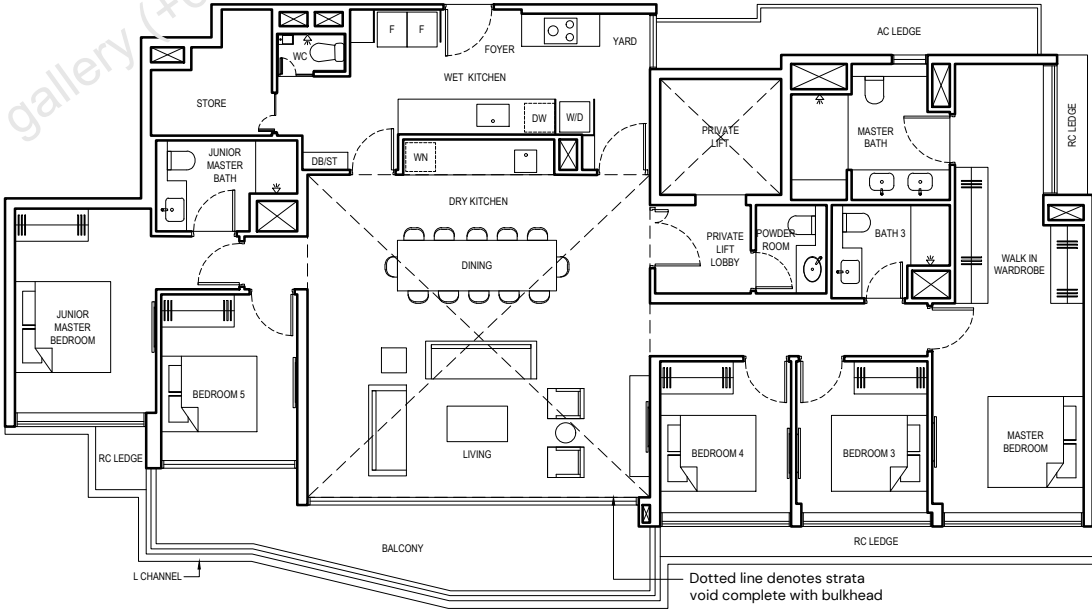 gallery (+6
F
F
FOYER
YARD
AC LEDGE
WC
WET KITCHEN
STORE
DW
W/D
PRIVATE
LIFT
MASTER
BATH
RC LEDGE
JUNIOR
MASTER
BATH
DB/ST
WN
DRY KITCHEN
PRIVATE
LIFT
LOBBY
POWDER
ROOM
BATH 3
WALK IN
WARDROBE
DINING
JUNIOR
MASTER
BEDROOM
BEDROOM 5
LIVING
BEDROOM 4
BEDROOM 3
MASTER
BEDROOM
RC LEDGE
BALCONY
RC LEDGE
L CHANNEL
Dotted line denotes strata
void complete with bulkhead